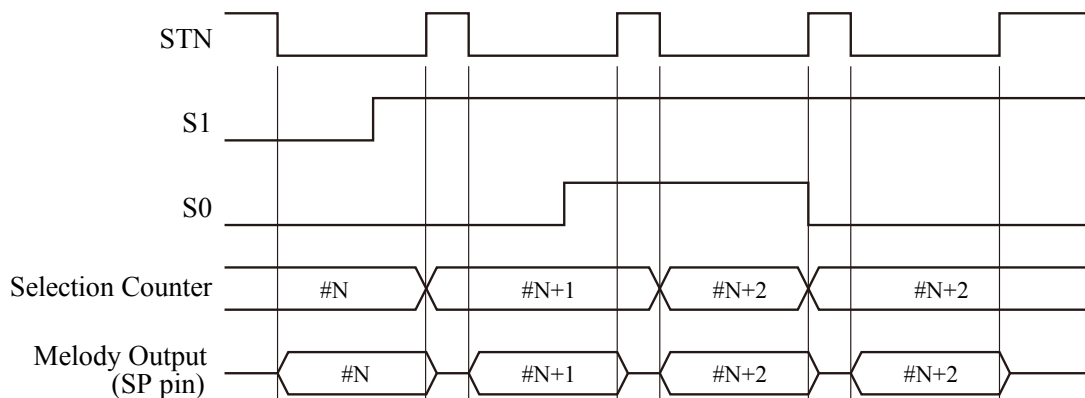 STN
S1
S0
Selection Counter
#N
#N+1
#N+2
#N+2
Melody Output
(SP pin)
#N
#N+1
#N+2
#N+2